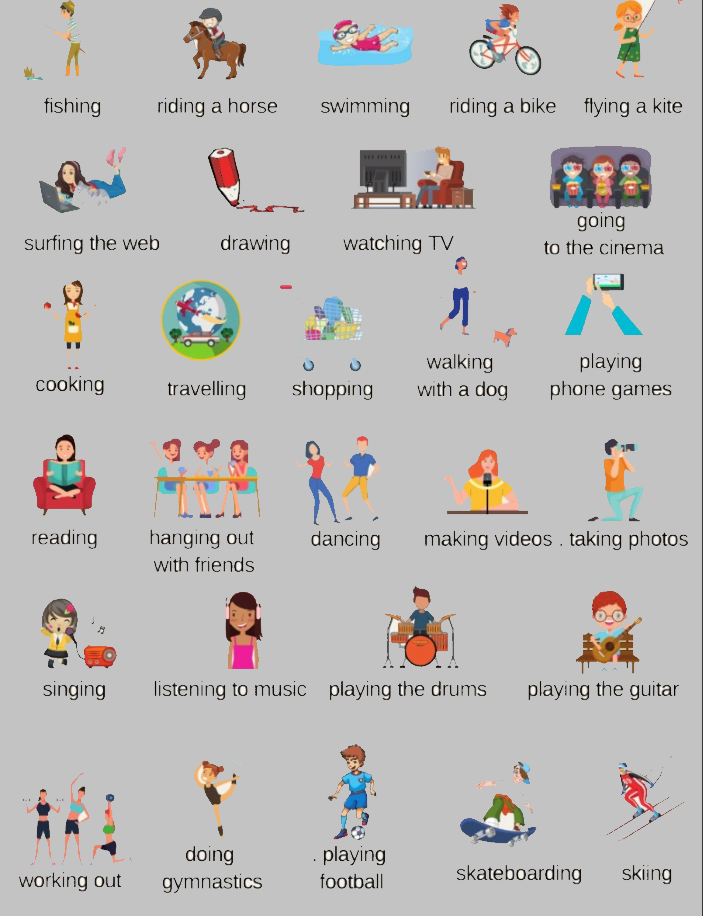 fishing
riding a horse
swimming
riding a bike
flying a kite
surfing the web
drawing
watching TV
going
to the cinema
cooking
travelling
shopping
walking
with a dog
playing
phone games
reading
hanging out
with friends
dancing
making videos
. taking photos
singing
listening to music
playing the drums
playing the guitar
working out
doing
gymnastics
. playing
football
skateboarding
skiing